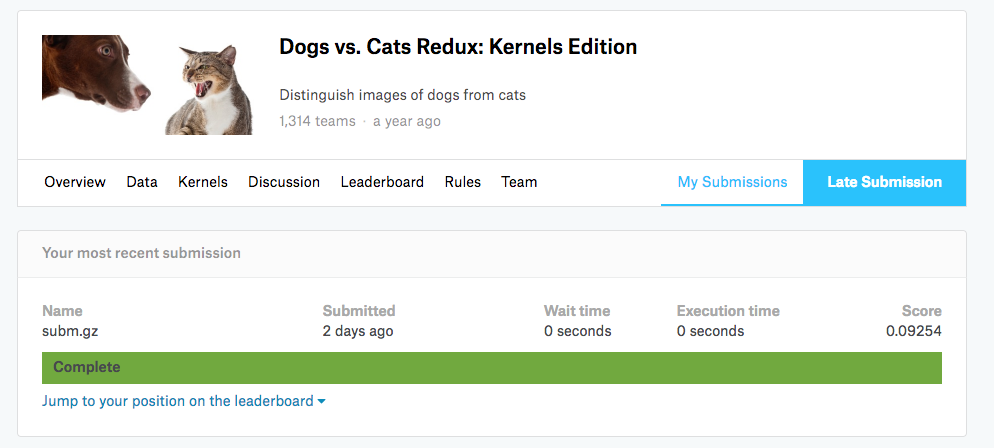 Dogs vs. Cats Redux: Kernels Edition
Distinguish images of dogs from cats
1,314 teams · a year ago
Overview Data Kernels Discussion Leaderboard Rules Team My Submissions Late Submission
Your most recent submission
Name Submitted Wait time Execution time Score
subm.gz 2 days ago 0 seconds 0 seconds 0.09254
Complete
Jump to your position on the leaderboard